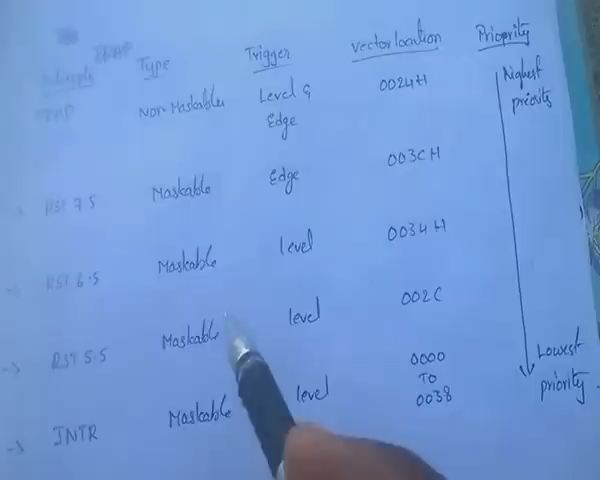 TRAP
Type Trigger Vector location Prioprity
TRAP Non Maskable Level & 0024H highest
Edge priority
→ RST 7.5 Maskable Edge 003CH
→ RST 6.5 Maskable level 0034H
→ RST 5.5 Maskable level 002C Lowest
priority
→ INTR Maskable level 0000
TO
0038